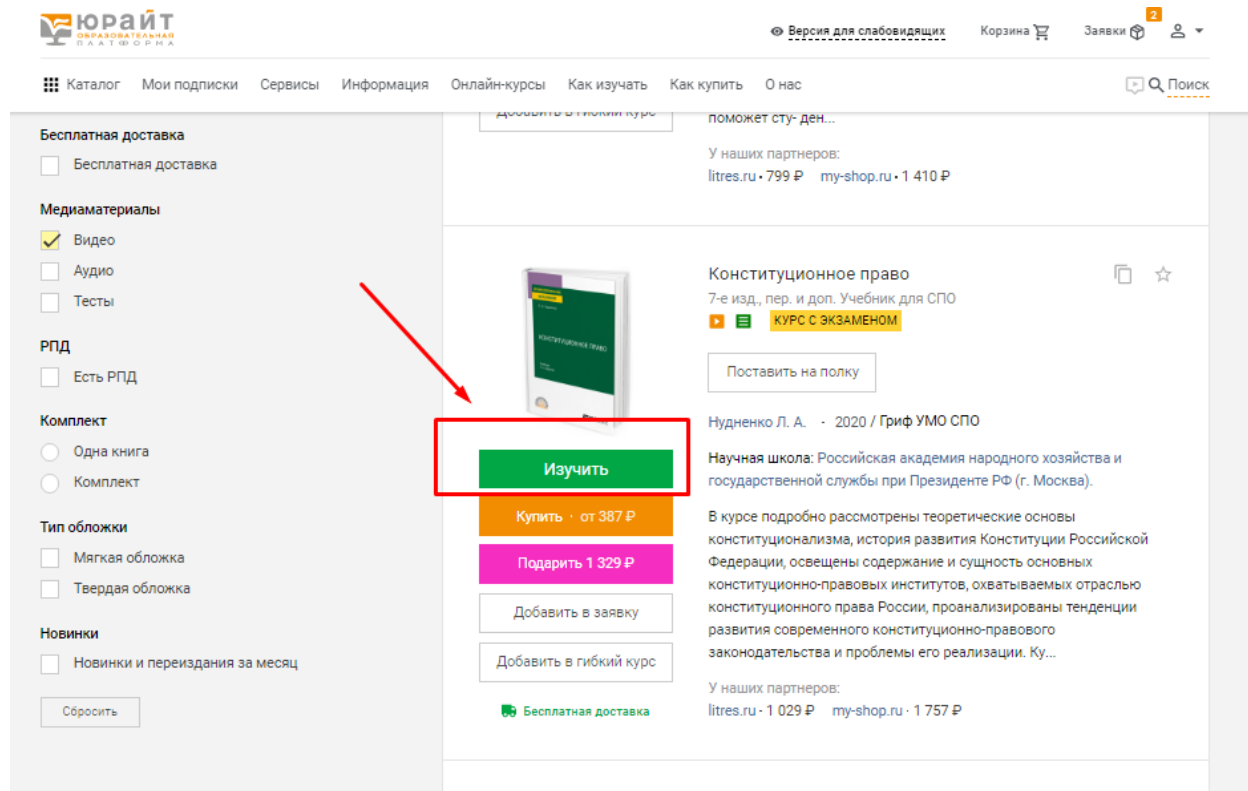 юрайт
ОБРАЗОВАТЕЛЬНАЯ
ПЛАТФОРМА
Версия для слабовидящих
Корзина
Заявки
2
Каталог
Мои подписки
Сервисы
Информация
Онлайн-курсы
Как изучать
Как купить
О нас
Поиск
Бесплатная доставка
Бесплатная доставка
Медиаматериалы
Видео
Аудио
Тесты
РПД
Есть РПД
Комплект
Одна книга
Комплект
Тип обложки
Мягкая обложка
Твердая обложка
Новинки
Новинки и переиздания за месяц
Сбросить
Добавить в гибкий курс
поможет сту- ден...
У наших партнеров:
litres.ru · 799 ₽ my-shop.ru · 1 410 ₽
КОНСТИТУЦИОННОЕ ПРАВО
Изучить
Купить · от 387 ₽
Подарить 1 329 ₽
Добавить в заявку
Добавить в гибкий курс
Бесплатная доставка
Конституционное право
7-е изд., пер. и доп. Учебник для СПО
КУРС С ЭКЗАМЕНОМ
Поставить на полку
Нудненко Л. А. · 2020 / Гриф УМО СПО
Научная школа: Российская академия народного хозяйства и
государственной службы при Президенте РФ (г. Москва).
В курсе подробно рассмотрены теоретические основы
конституционализма, история развития Конституции Российской
Федерации, освещены содержание и сущность основных
конституционно-правовых институтов, охватываемых отраслью
конституционного права России, проанализированы тенденции
развития современного конституционно-правового
законодательства и проблемы его реализации. Ку...
У наших партнеров:
litres.ru · 1 029 ₽ my-shop.ru · 1 757 ₽